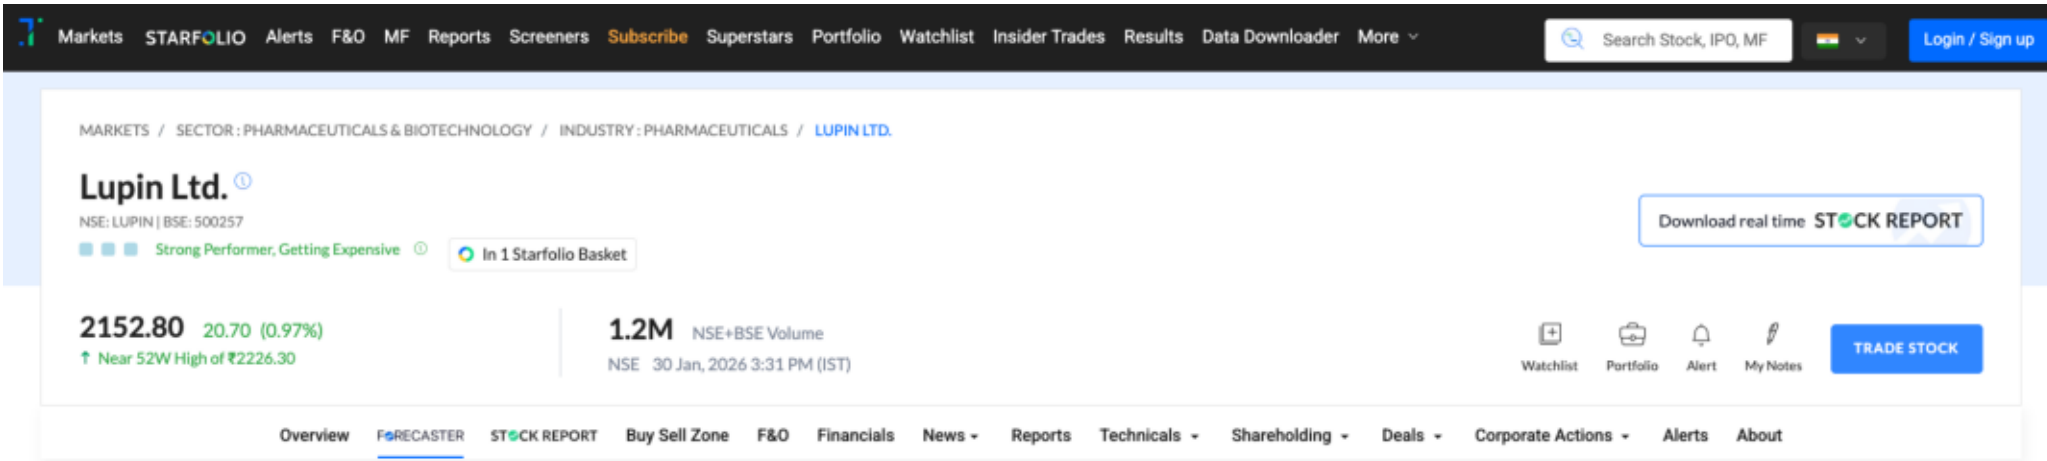 Markets STARFOLIO Alerts F&O MF Reports Screeners Subscribe Superstars Portfolio Watchlist Insider Trades Results Data Downloader More Search Stock, IPO, MF Login / Sign up
MARKETS / SECTOR : PHARMACEUTICALS & BIOTECHNOLOGY / INDUSTRY : PHARMACEUTICALS / LUPIN LTD.
Lupin Ltd.
NSE: LUPIN | BSE: 500257
Download real time STOCK REPORT
Strong Performer, Getting Expensive In 1 Starfolio Basket
2152.80 20.70 (0.97%) 1.2M NSE+BSE Volume
↑ Near 52W High of ₹2226.30 NSE 30 Jan, 2026 3:31 PM (IST)
Watchlist Portfolio Alert My Notes TRADE STOCK
Overview FORECASTER STOCK REPORT Buy Sell Zone F&O Financials News Reports Technicals Shareholding Deals Corporate Actions Alerts About